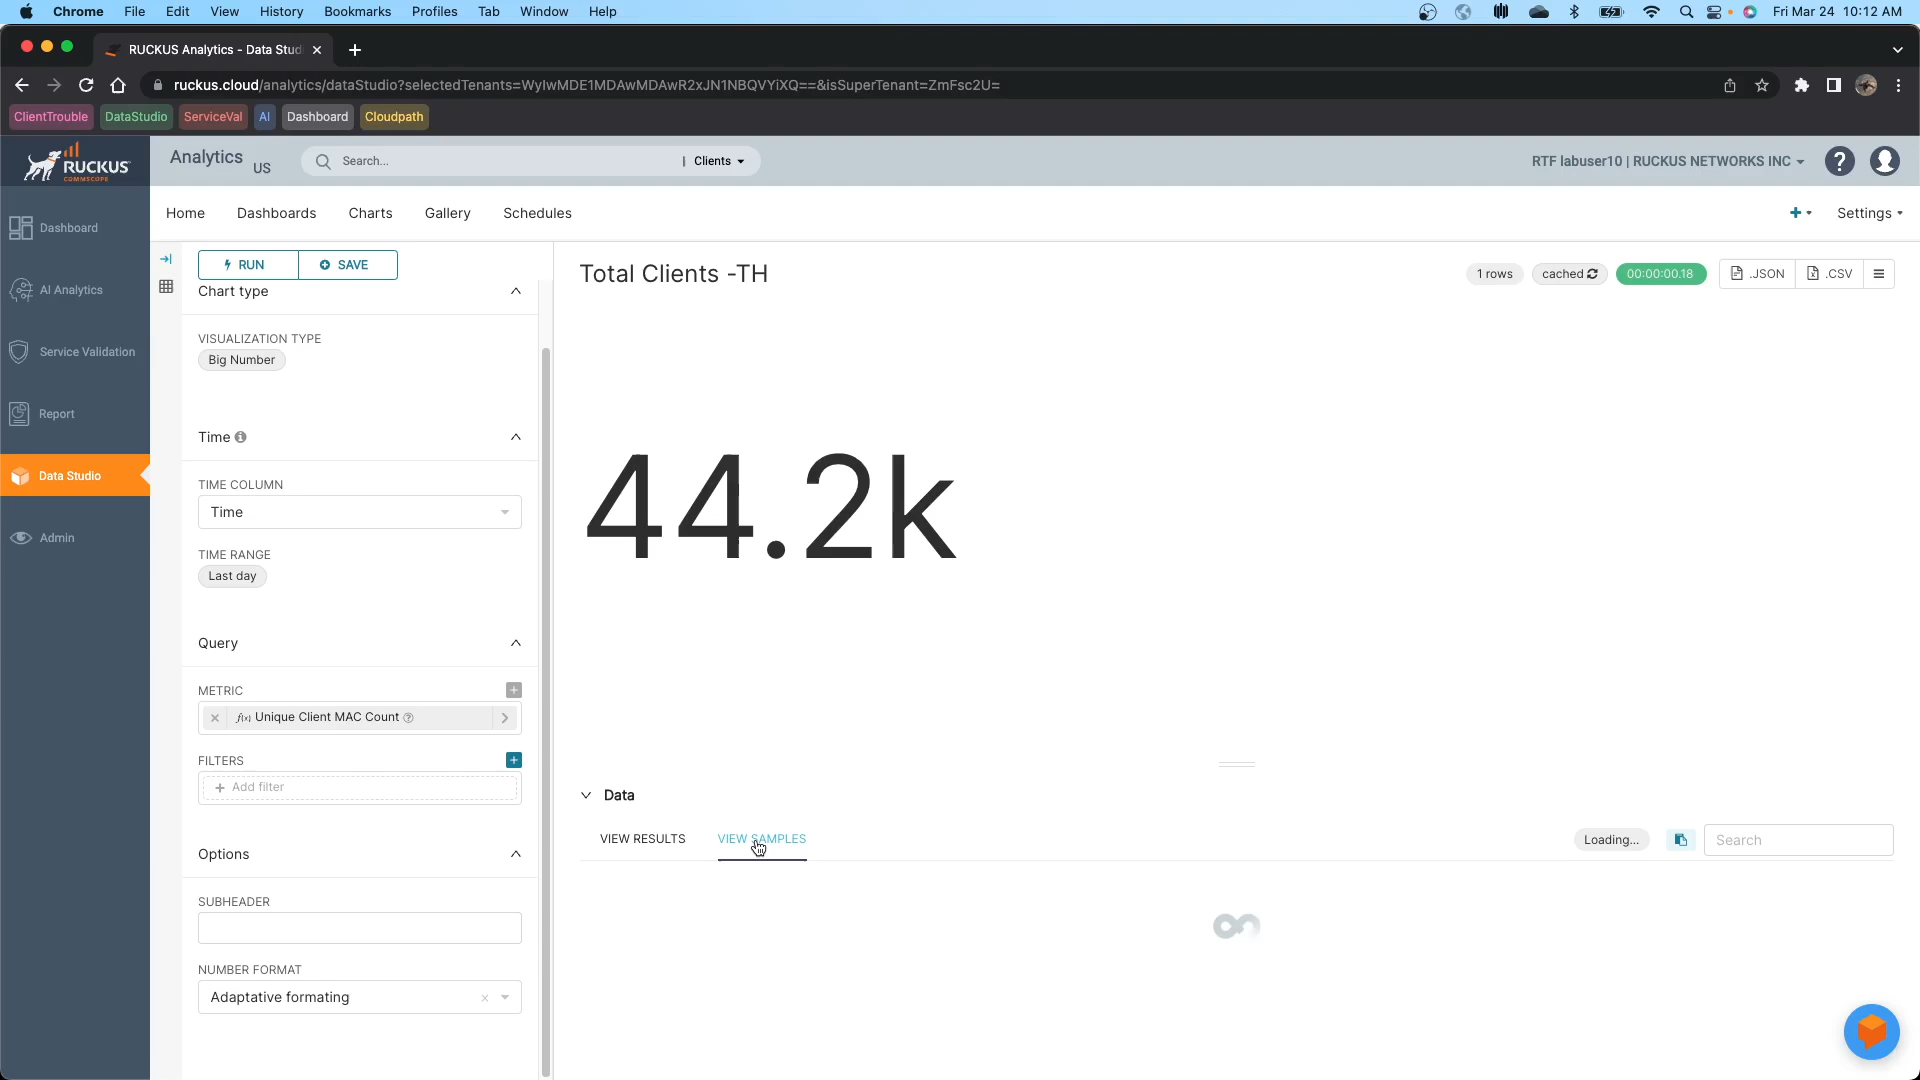 Chrome File Edit View History Bookmarks Profiles Tab Window Help Fri Mar 24 10:12 AM
RUCKUS Analytics - Data Stud
ruckus.cloud/analytics/dataStudio?selectedTenants=WyIwMDE1MDAwMDAwR2xJN1NBQVYiXQ==&isSuperTenant=ZmFsc2U=
ClientTrouble DataStudio ServiceVal AI Dashboard Cloudpath
RUCKUS
COMMSCOPE
Analytics US
Search... | Clients
RTF labuser10 | RUCKUS NETWORKS INC
?
Home Dashboards Charts Gallery Schedules
+ Settings
Dashboard
AI Analytics
Service Validation
Report
Data Studio
Admin
RUN SAVE
Chart type
VISUALIZATION TYPE
Big Number
Time
TIME COLUMN
Time
TIME RANGE
Last day
Query
METRIC
f(x) Unique Client MAC Count
FILTERS
+ Add filter
Options
SUBHEADER
NUMBER FORMAT
Adaptative formating
Total Clients -TH
1 rows cached 00:00:00.18 .JSON .CSV
44.2k
Data
VIEW RESULTS VIEW SAMPLES
Loading... Search